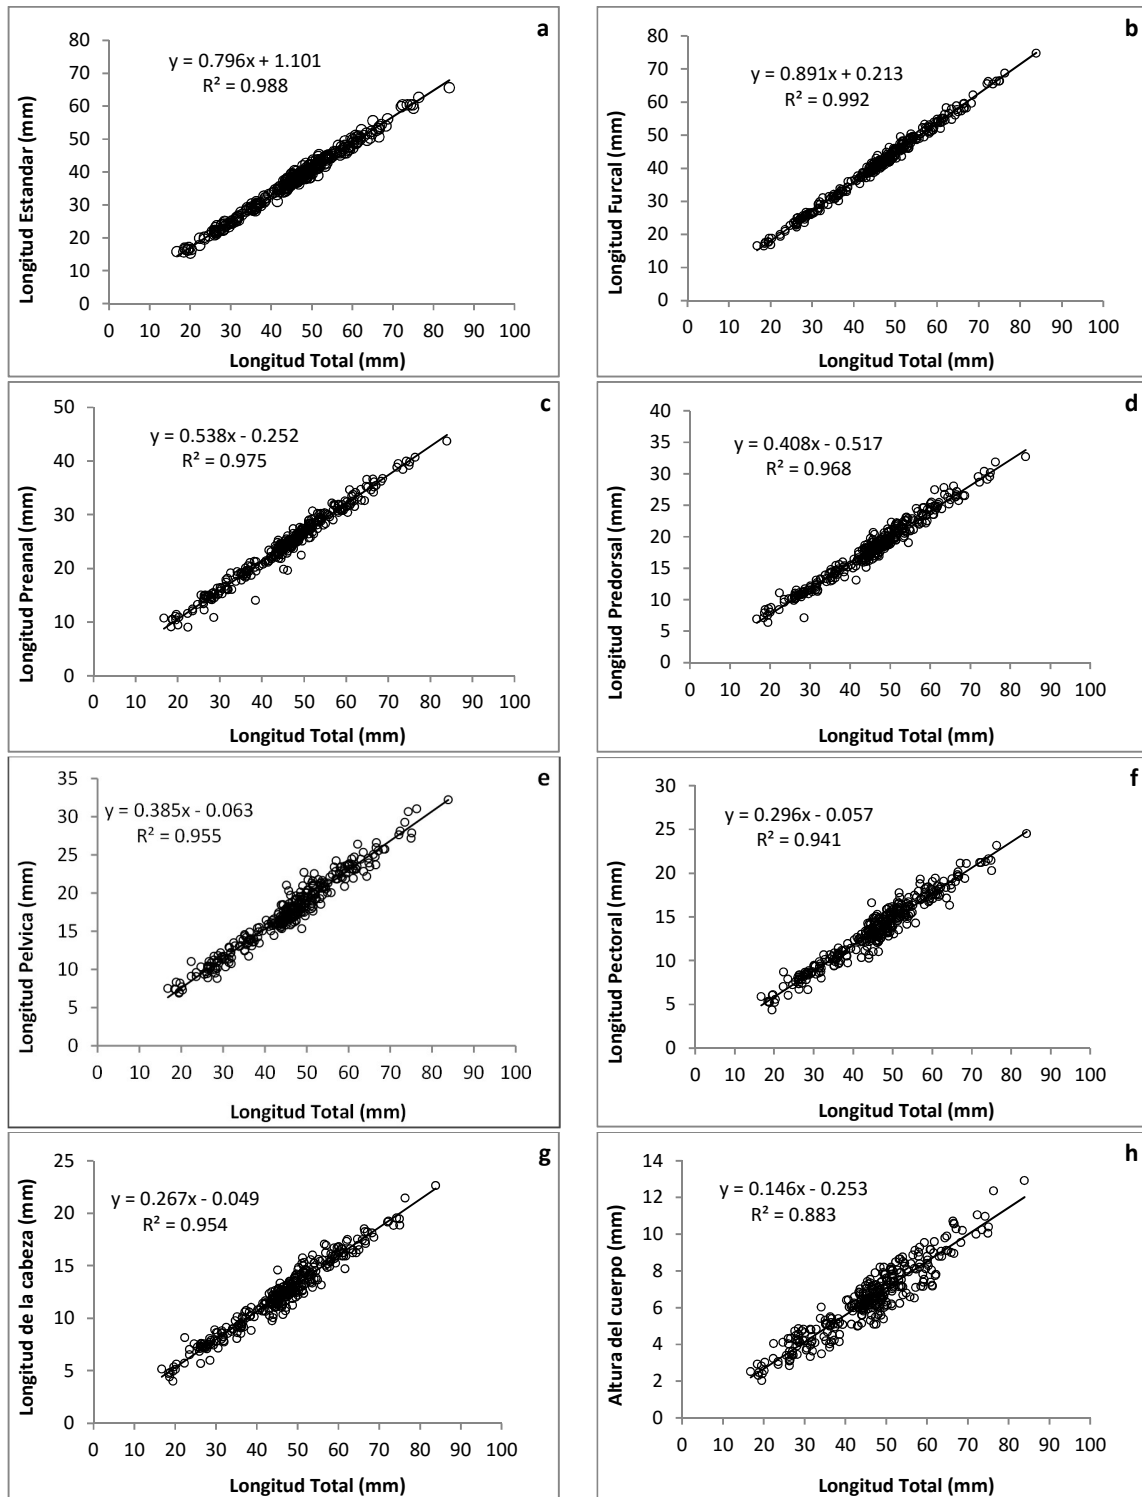 a
y = 0.796x + 1.101
R² = 0.988
Longitud Estandar (mm)
80
70
60
50
40
30
20
10
0
0 10 20 30 40 50 60 70 80 90 100
Longitud Total (mm)
b
y = 0.891x + 0.213
R² = 0.992
Longitud Furcal (mm)
80
70
60
50
40
30
20
10
0
0 10 20 30 40 50 60 70 80 90 100
Longitud Total (mm)
c
y = 0.538x - 0.252
R² = 0.975
Longitud Preanal (mm)
50
40
30
20
10
0
0 10 20 30 40 50 60 70 80 90 100
Longitud Total (mm)
d
y = 0.408x - 0.517
R² = 0.968
Longitud Predorsal (mm)
40
35
30
25
20
15
10
5
0
0 10 20 30 40 50 60 70 80 90 100
Longitud Total (mm)
e
y = 0.385x - 0.063
R² = 0.955
Longitud Pelvica (mm)
35
30
25
20
15
10
5
0
0 10 20 30 40 50 60 70 80 90 100
Longitud Total (mm)
f
y = 0.296x - 0.057
R² = 0.941
Longitud Pectoral (mm)
30
25
20
15
10
5
0
0 10 20 30 40 50 60 70 80 90 100
Longitud Total (mm)
g
y = 0.267x - 0.049
R² = 0.954
Longitud de la cabeza (mm)
25
20
15
10
5
0
0 10 20 30 40 50 60 70 80 90 100
Longitud Total (mm)
h
y = 0.146x - 0.253
R² = 0.883
Altura del cuerpo (mm)
14
12
10
8
6
4
2
0
0 10 20 30 40 50 60 70 80 90 100
Longitud Total (mm)